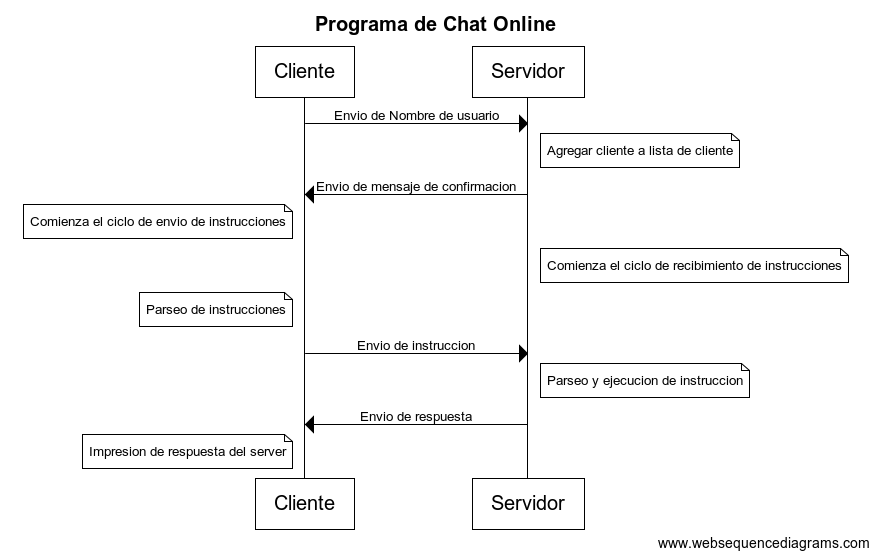 Programa de Chat Online
Cliente
Servidor
Envio de Nombre de usuario
Agregar cliente a lista de cliente
Envio de mensaje de confirmacion
Comienza el ciclo de envio de instrucciones
Comienza el ciclo de recibimiento de instrucciones
Parseo de instrucciones
Envio de instruccion
Parseo y ejecucion de instruccion
Envio de respuesta
Impresion de respuesta del server
Cliente
Servidor
www.websequencediagrams.com